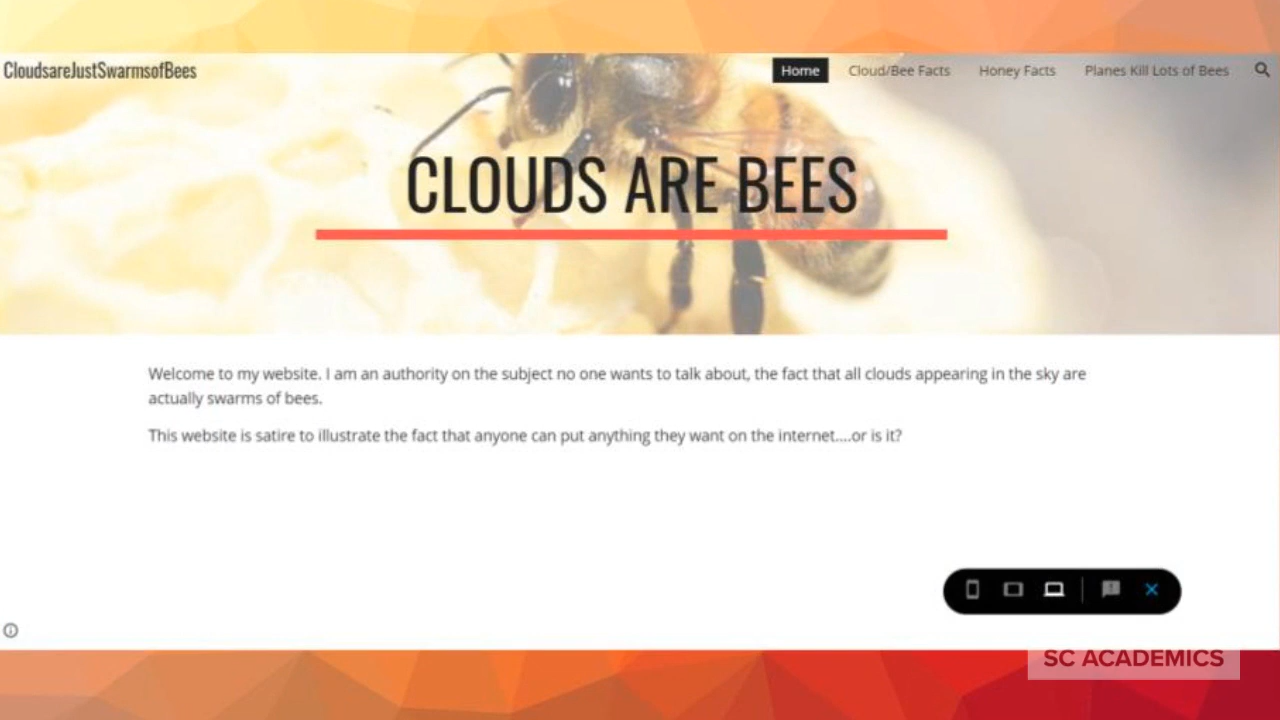 CloudsareJustSwarmsofBees
Home Cloud/Bee Facts Honey Facts Planes Kill Lots of Bees
CLOUDS ARE BEES
Welcome to my website. I am an authority on the subject no one wants to talk about, the fact that all clouds appearing in the sky are
actually swarms of bees.
This website is satire to illustrate the fact that anyone can put anything they want on the internet....or is it?
SC ACADEMICS